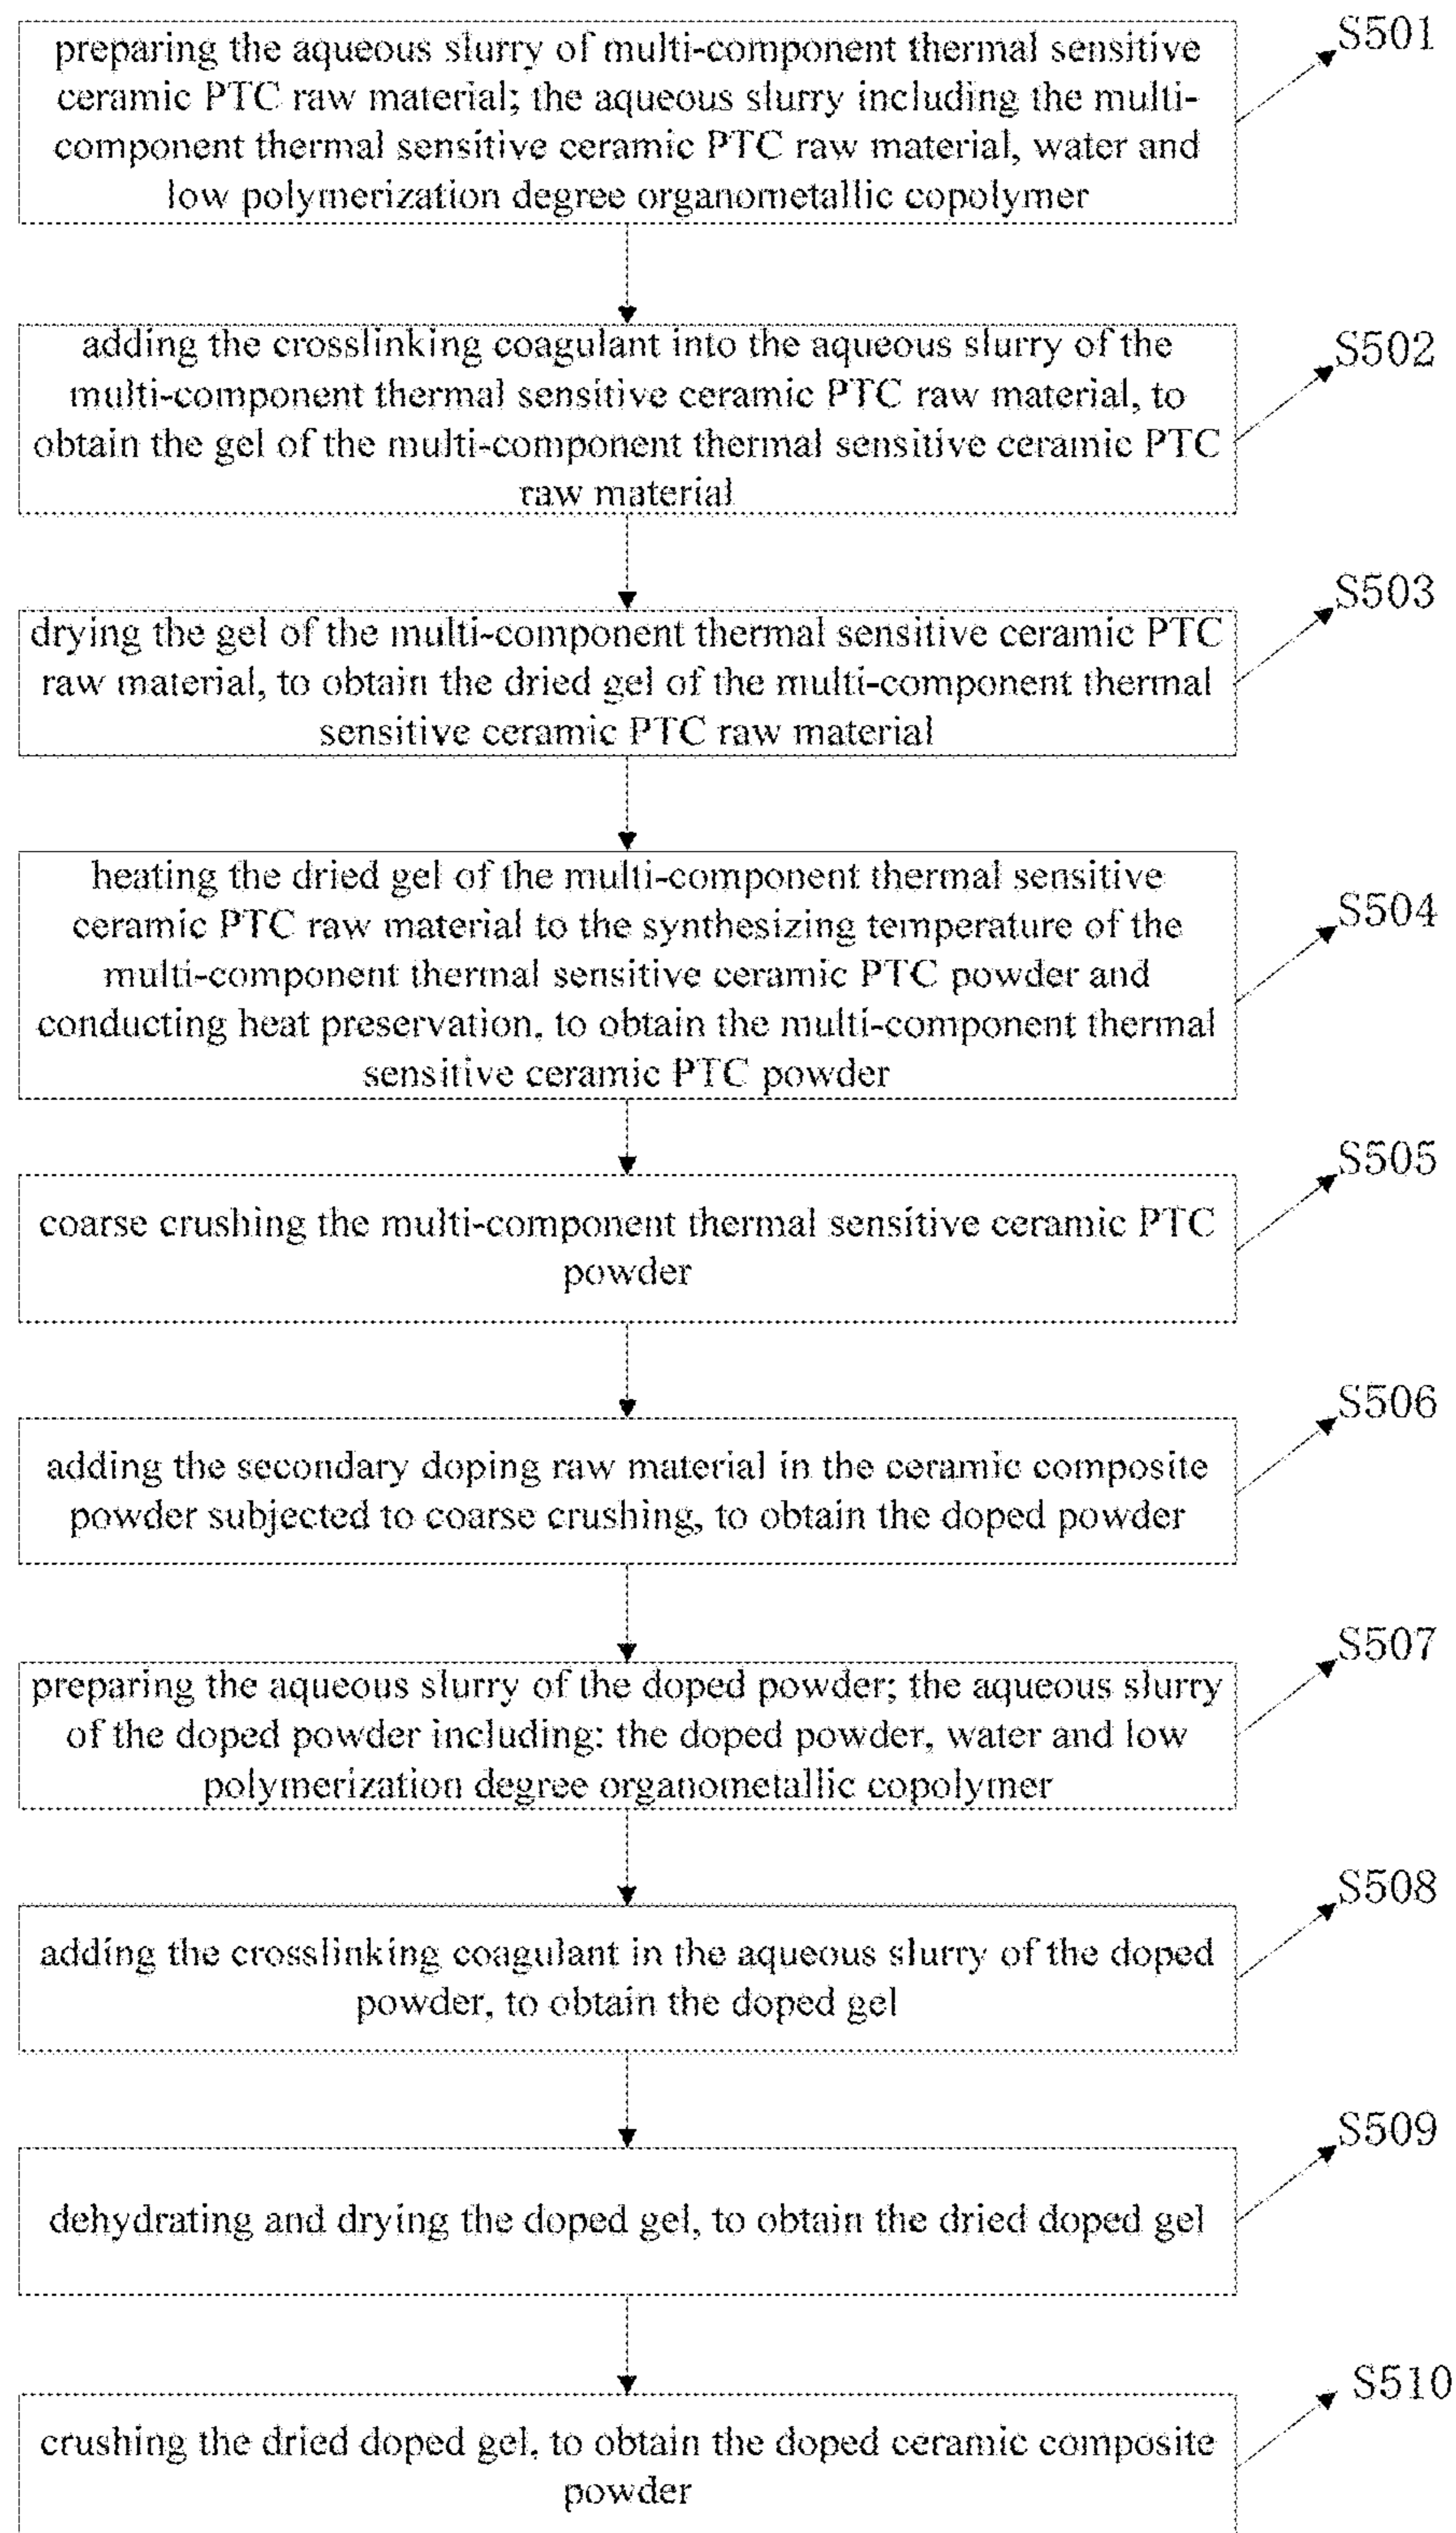 S501
preparing the aqueous slurry of multi-component thermal sensitive
ceramic PTC raw material; the aqueous slurry including the multi-
component thermal sensitive ceramic PTC raw material, water and
low polymerization degree organometallic copolymer
S502
adding the crosslinking coagulant into the aqueous slurry of the
multi-component thermal sensitive ceramic PTC raw material, to
obtain the gel of the multi-component thermal sensitive ceramic PTC
raw material
S503
drying the gel of the multi-component thermal sensitive ceramic PTC
raw material, to obtain the dried gel of the multi-component thermal
sensitive ceramic PTC raw material
S504
heating the dried gel of the multi-component thermal sensitive
ceramic PTC raw material to the synthesizing temperature of the
multi-component thermal sensitive ceramic PTC powder and
conducting heat preservation, to obtain the multi-component thermal
sensitive ceramic PTC powder
S505
coarse crushing the multi-component thermal sensitive ceramic PTC
powder
S506
adding the secondary doping raw material in the ceramic composite
powder subjected to coarse crushing, to obtain the doped powder
S507
preparing the aqueous slurry of the doped powder; the aqueous slurry
of the doped powder including: the doped powder, water and low
polymerization degree organometallic copolymer
S508
adding the crosslinking coagulant in the aqueous slurry of the doped
powder, to obtain the doped gel
S509
dehydrating and drying the doped gel, to obtain the dried doped gel
S510
crushing the dried doped gel, to obtain the doped ceramic composite
powder